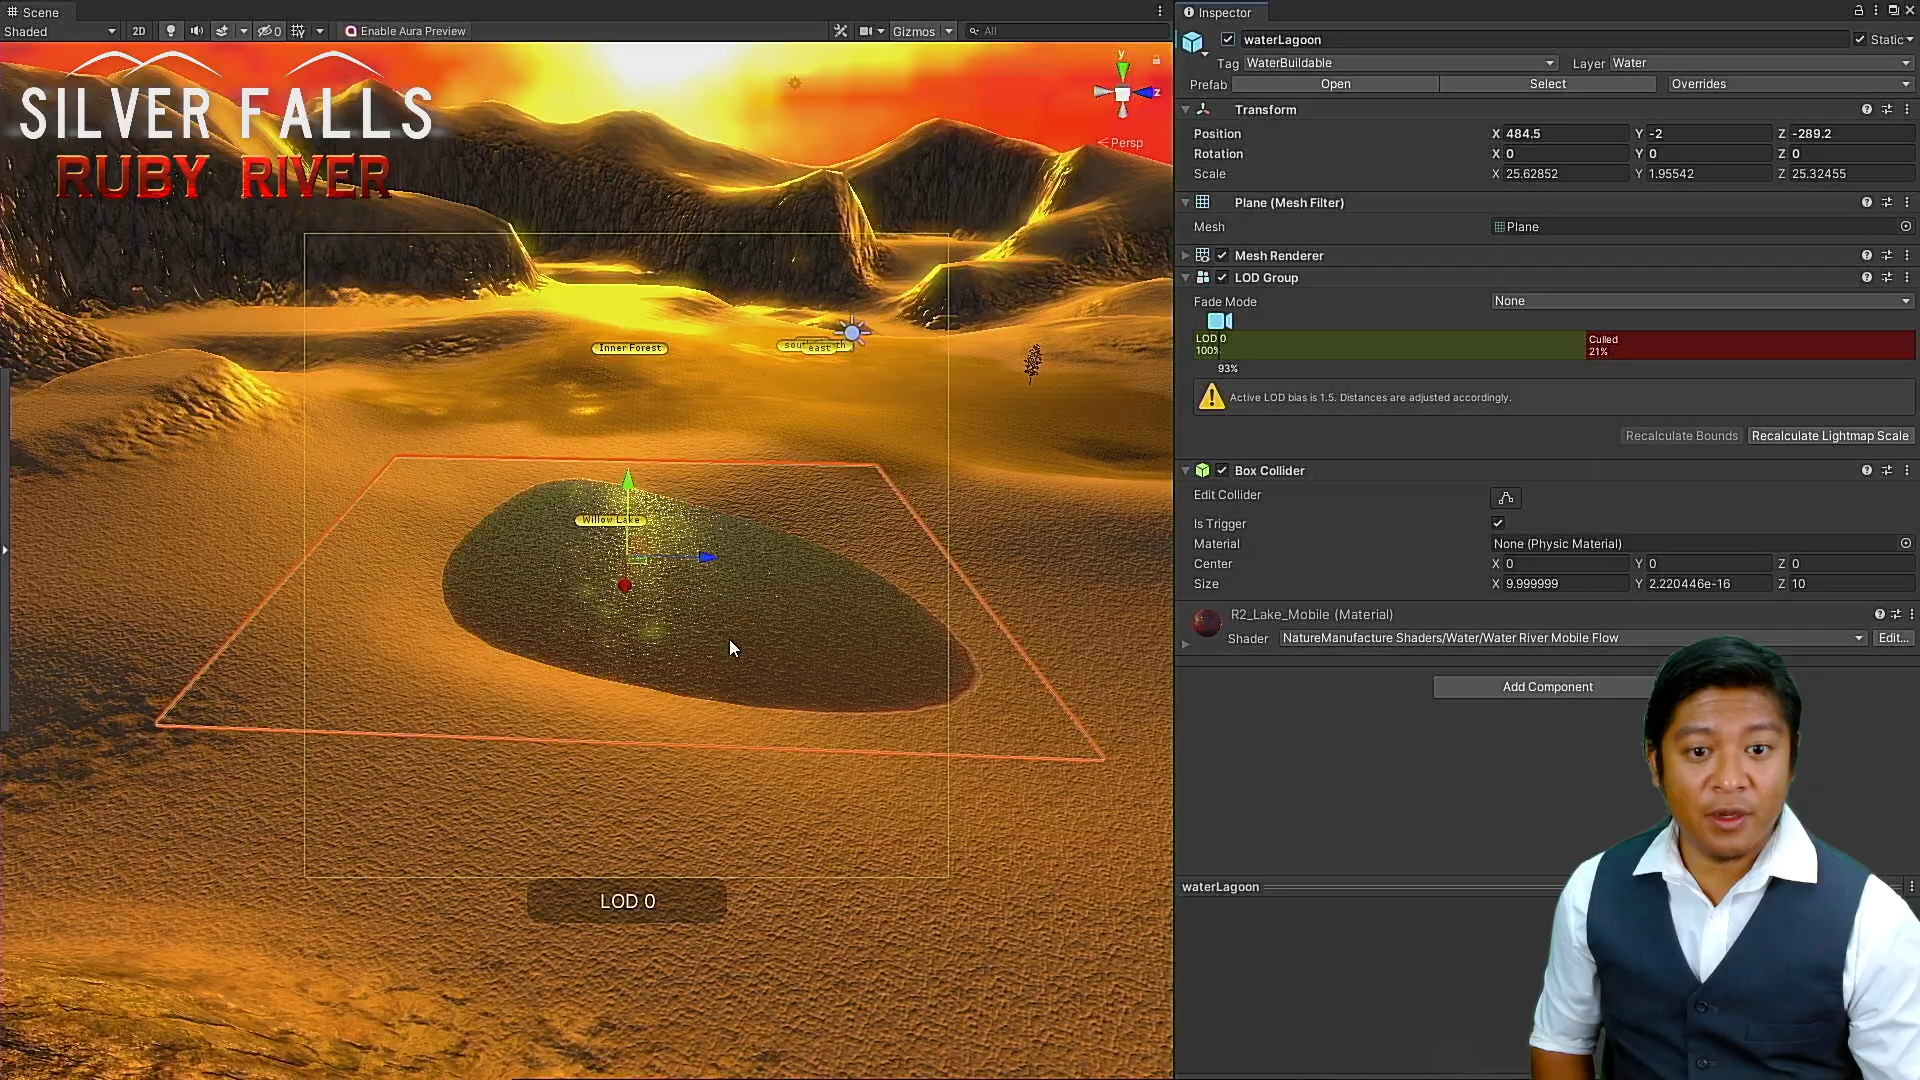 Scene
Shaded
2D
0
Enable Aura Preview
Gizmos
All
SILVER FALLS
RUBY RIVER
y
z
Persp
Inner Forest
east
Willow Lake
LOD 0
Inspector
waterLagoon
Static
Tag WaterBuildable Layer Water
Prefab Open Select Overrides
Transform
Position X 484.5 Y -2 Z -289.2
Rotation X 0 Y 0 Z 0
Scale X 25.62852 Y 1.95542 Z 25.32455
Plane (Mesh Filter)
Mesh Plane
Mesh Renderer
LOD Group
Fade Mode None
LOD 0
100%
Culled
21%
93%
Active LOD bias is 1.5. Distances are adjusted accordingly.
Recalculate Bounds Recalculate Lightmap Scale
Box Collider
Edit Collider
Is Trigger
Material None (Physic Material)
Center X 0 Y 0 Z 0
Size X 9.999999 Y 2.220446e-16 Z 10
R2_Lake_Mobile (Material)
Shader NatureManufacture Shaders/Water/Water River Mobile Flow Edit...
Add Component
waterLagoon